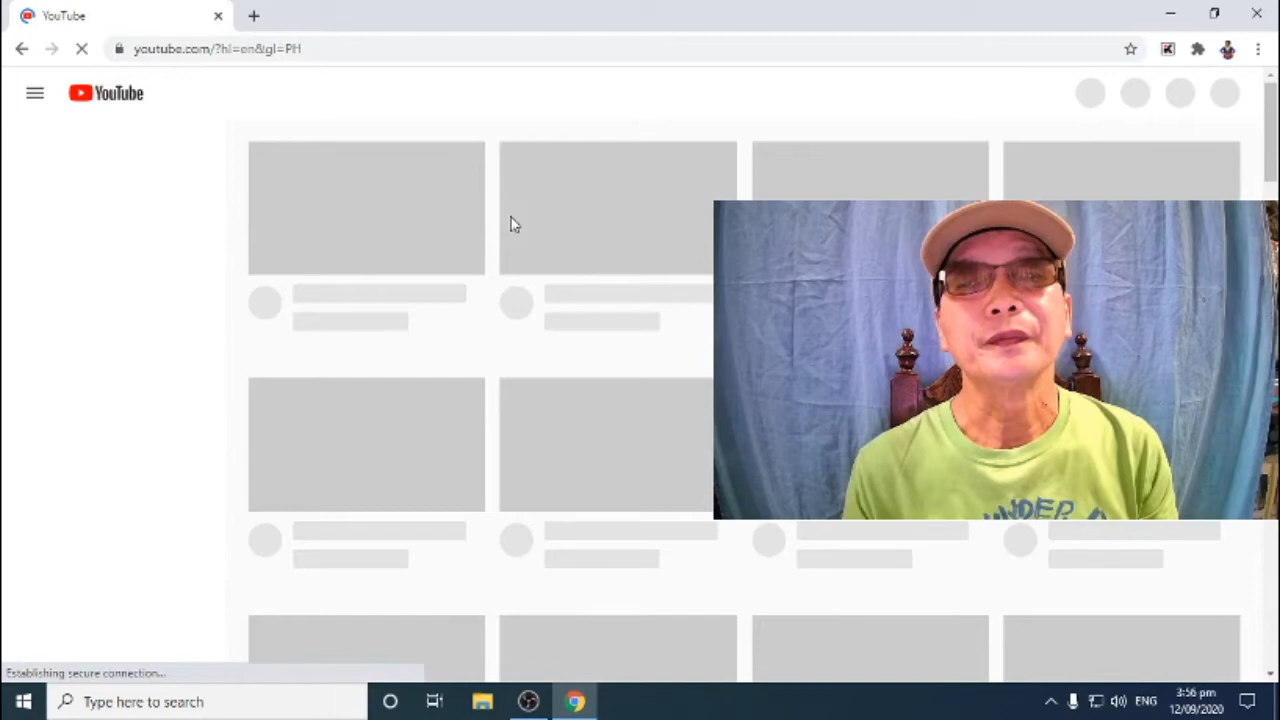 YouTube
youtube.com/?hl=en&gl=PH
YouTube
UNDER
Establishing secure connection...
Type here to search
ENG
3:56 pm
12/09/2020